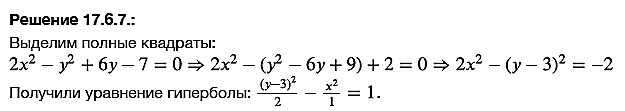 Решение 17.6.7.:
Выделим полные квадраты:
2x² − y² + 6y − 7 = 0 ⇒ 2x² − (y² − 6y + 9) + 2 = 0 ⇒ 2x² − (y − 3)² = −2
Получили уравнение гиперболы: (y−3)²/2 − x²/1 = 1.